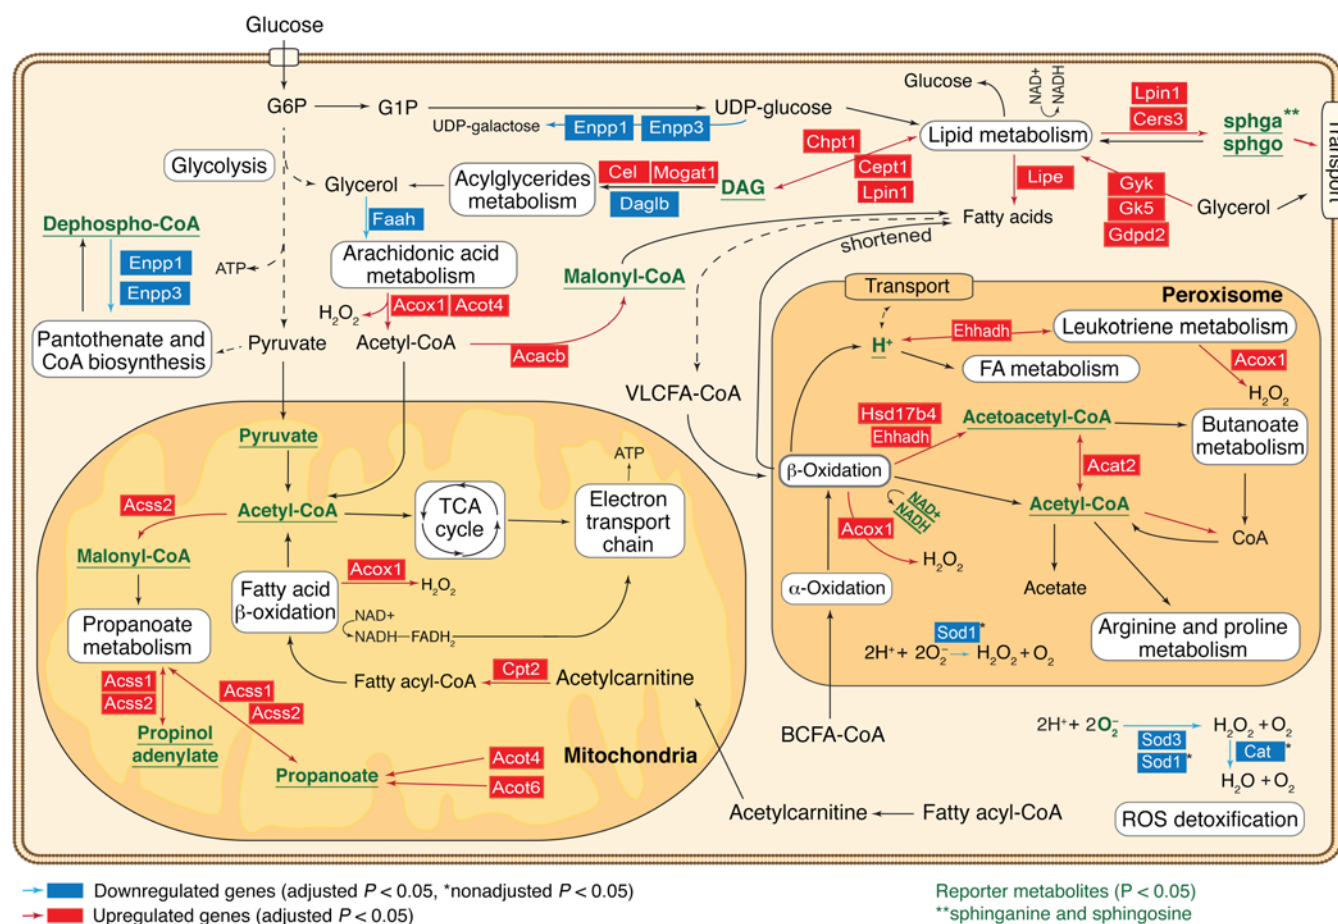 Glucose
G6P
G1P
UDP-glucose
UDP-galactose
Enpp1
Enpp3
Glucose
NAD+
NADH
Lipid metabolism
Lpin1
Cers3
sphga**
sphgo
Transport
Glycolysis
Glycerol
Acylglycerides
metabolism
Cel
Mogat1
Daglb
DAG
Chpt1
Cept1
Lpin1
Lipe
Fatty acids
Gyk
Gk5
Gdpd2
Glycerol
Faah
Dephospho-CoA
Enpp1
Enpp3
Pantothenate and
CoA biosynthesis
ATP
Arachidonic acid
metabolism
H2O2
Acox1
Acot4
Pyruvate
Acetyl-CoA
Acacb
Malonyl-CoA
shortened
VLCFA-CoA
Transport
Peroxisome
H+
Ehhadh
Leukotriene metabolism
Acox1
H2O2
FA metabolism
Hsd17b4
Ehhadh
Acetoacetyl-CoA
Butanoate
metabolism
β-Oxidation
NAD+
NADH
Acat2
Acetyl-CoA
CoA
Acox1
H2O2
α-Oxidation
Acetate
Arginine and proline
metabolism
Sod1*
2H+ + 2O2− H2O2 + O2
BCFA-CoA
Pyruvate
Acetyl-CoA
Acss2
Malonyl-CoA
TCA
cycle
ATP
Electron
transport
chain
Fatty acid
β-oxidation
Acox1
H2O2
NAD+
NADH
FADH2
Propanoate
metabolism
Acss1
Acss2
Acss1
Acss2
Propinol
adenylate
Propanoate
Fatty acyl-CoA
Cpt2
Acetylcarnitine
Acot4
Acot6
Mitochondria
Acetylcarnitine
Fatty acyl-CoA
2H+ + 2O2− H2O2 + O2
Sod3
Sod1*
Cat*
H2O + O2
ROS detoxification
Downregulated genes (adjusted P < 0.05, *nonadjusted P < 0.05)
Upregulated genes (adjusted P < 0.05)
Reporter metabolites (P < 0.05)
**sphinganine and sphingosine